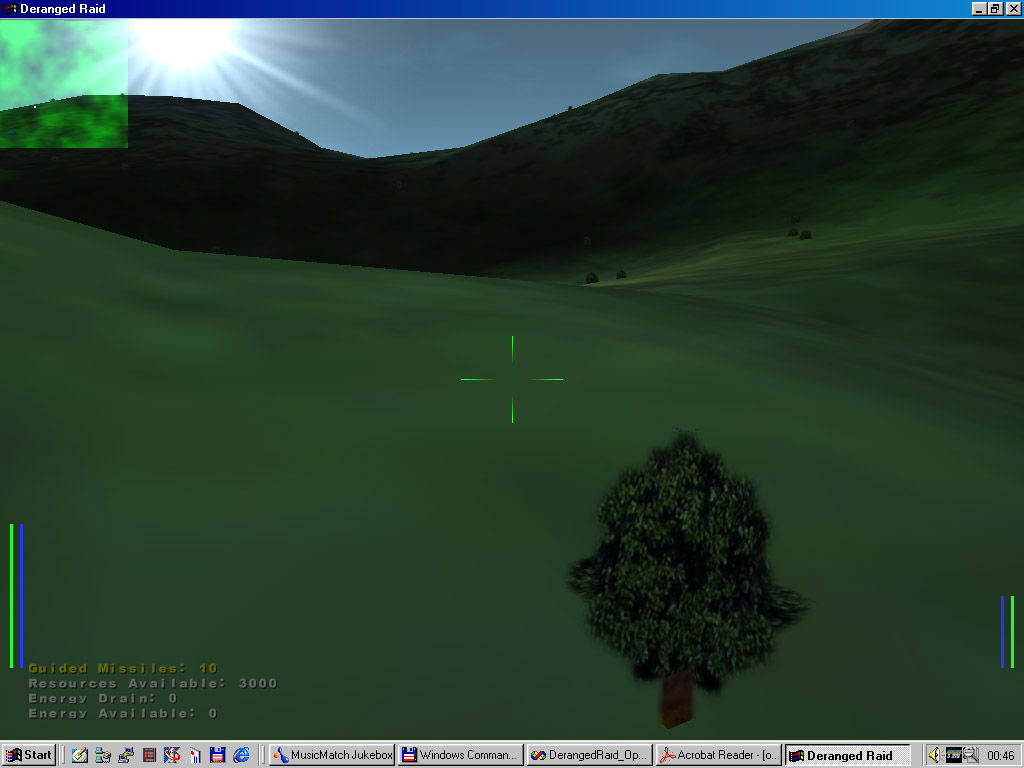 Deranged Raid
Guided Missiles: 10
Resources Available: 3000
Energy Drain: 0
Energy Available: 0
Start MusicMatch Jukebox Windows Comman... DerangedRaid_Op... Acrobat Reader - [o... Deranged Raid 00:46